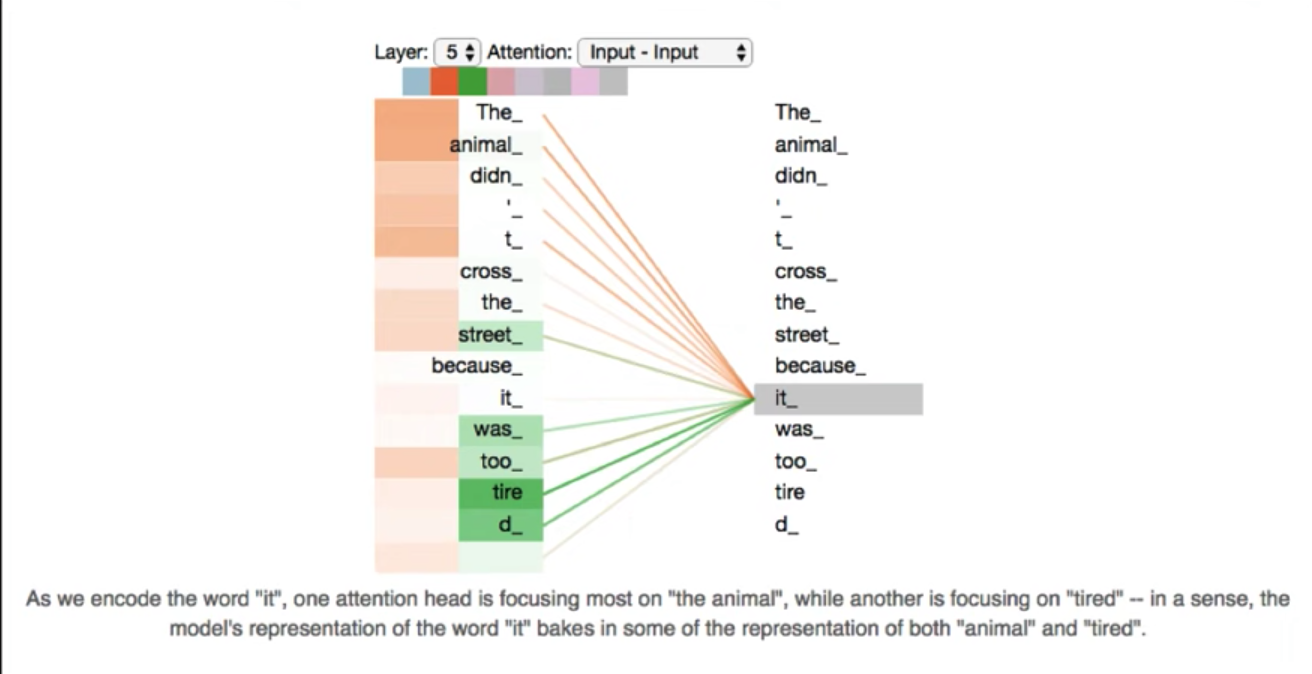 Layer: 5 Attention: Input - Input
The_ The_
animal_ animal_
didn_ didn_
'_ '_
t_ t_
cross_ cross_
the_ the_
street_ street_
because_ because_
it_ it_
was_ was_
too_ too_
tire tire
d_ d_
As we encode the word "it", one attention head is focusing most on "the animal", while another is focusing on "tired" -- in a sense, the
model's representation of the word "it" bakes in some of the representation of both "animal" and "tired".